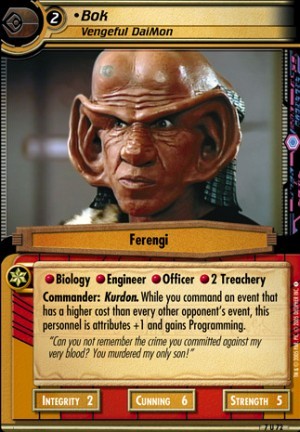 2 •Bok
Vengeful DaiMon
Ferengi
Biology Engineer Officer 2 Treachery
Commander: Kurdon. While you command an event that
has a higher cost than every other opponent's event, this
personnel is attributes +1 and gains Programming.
"Can you not remember the crime you committed against my
very blood? You murdered my only son!"
INTEGRITY 2 CUNNING 6 STRENGTH 5